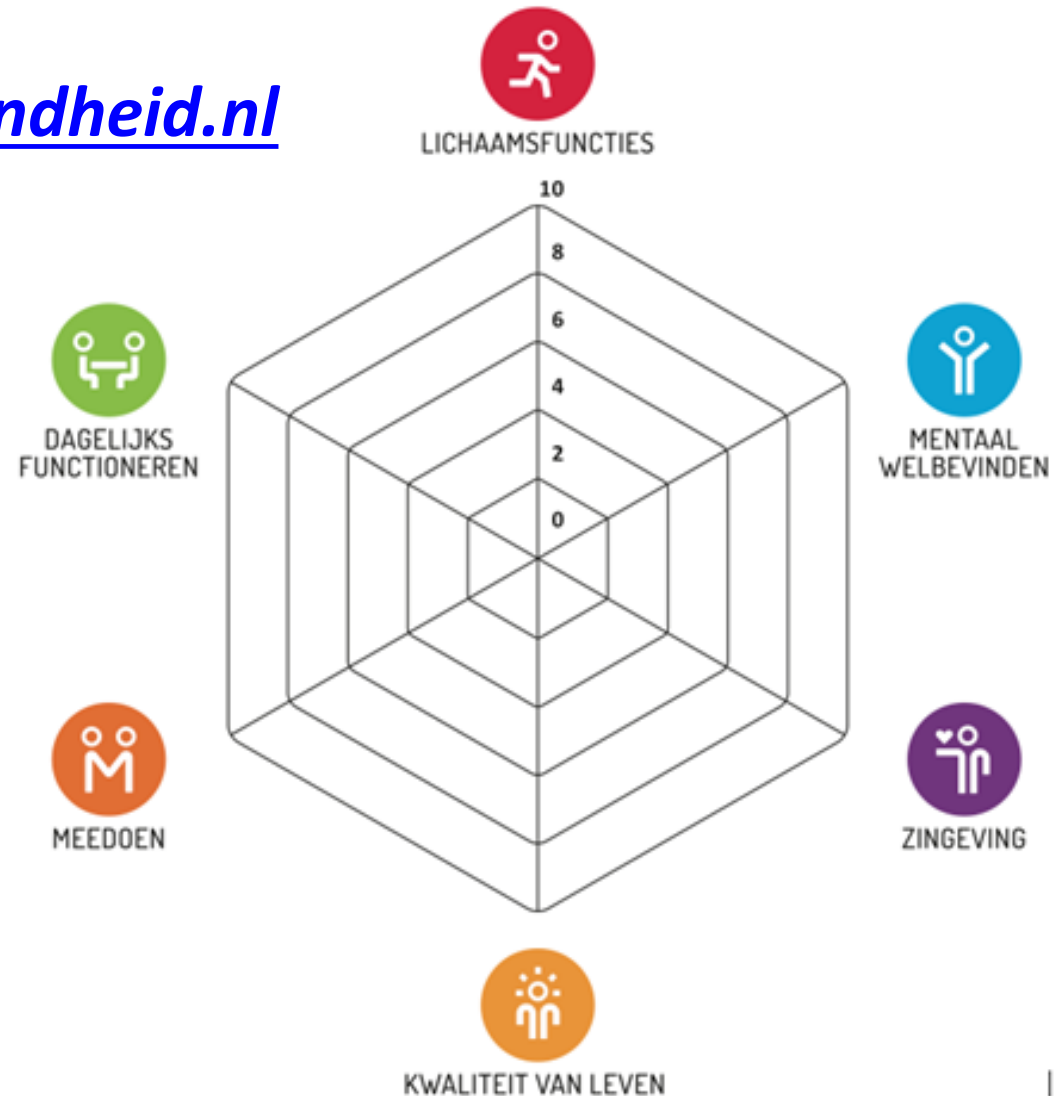 ndheid.nl
LICHAAMSFUNCTIES
10
8
6
4
2
0
DAGELIJKS
FUNCTIONEREN
MENTAAL
WELBEVINDEN
MEEDOEN
ZINGEVING
KWALITEIT VAN LEVEN